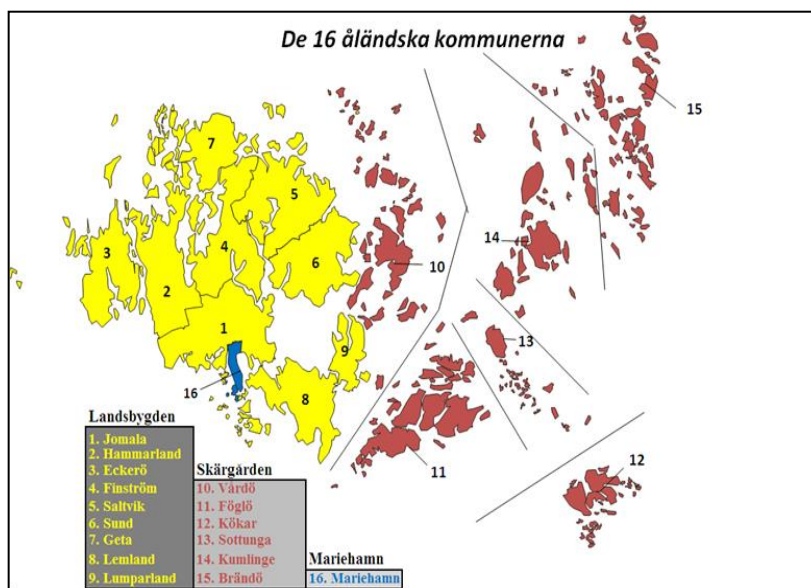 De 16 åländska kommunerna
7
15
5
14
3
4
6
10
2
1
13
9
16
8
11
12
Landsbygden
1. Jomala
2. Hammarland
3. Eckerö
4. Finström
5. Saltvik
6. Sund
7. Geta
8. Lemland
9. Lumparland
Skärgården
10. Vårdö
11. Föglö
12. Kökar
13. Sottunga
14. Kumlinge
15. Brändö
Mariehamn
16. Mariehamn